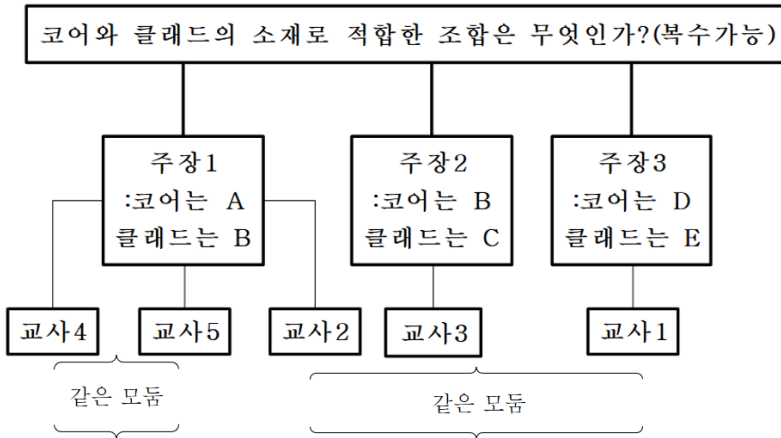 코어와 클래드의 소재로 적합한 조합은 무엇인가?(복수가능)
주장1
:코어는 A
클래드는 B
주장2
:코어는 B
클래드는 C
주장3
:코어는 D
클래드는 E
교사4
교사5
교사2
교사3
교사1
같은 모둠
같은 모둠